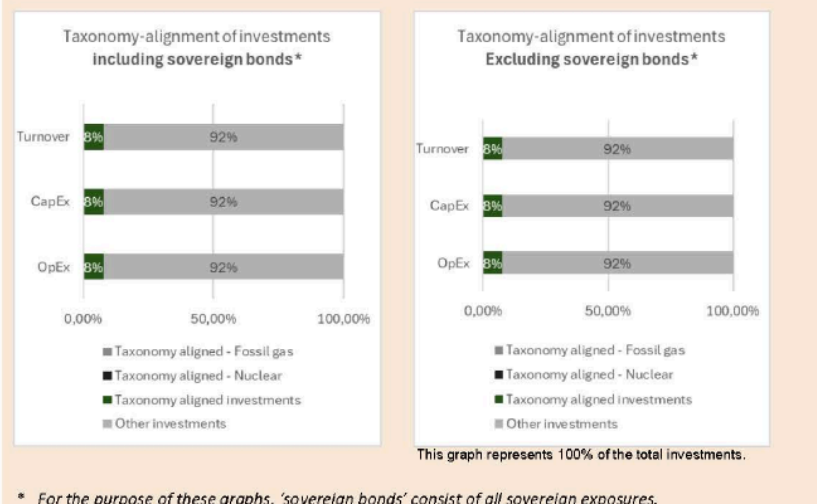 Taxonomy-alignment of investments
including sovereign bonds*
Turnover 8% 92%
CapEx 8% 92%
OpEx 8% 92%
0,00% 50,00% 100,00%
Taxonomy aligned - Fossil gas
Taxonomy aligned - Nuclear
Taxonomy aligned investments
Other investments
Taxonomy-alignment of investments
Excluding sovereign bonds*
Turnover 8% 92%
CapEx 8% 92%
OpEx 8% 92%
0,00% 50,00% 100,00%
Taxonomy aligned - Fossil gas
Taxonomy aligned - Nuclear
Taxonomy aligned investments
Other investments
This graph represents 100% of the total investments.
* For the purpose of these graphs, 'sovereign bonds' consist of all sovereign exposures.